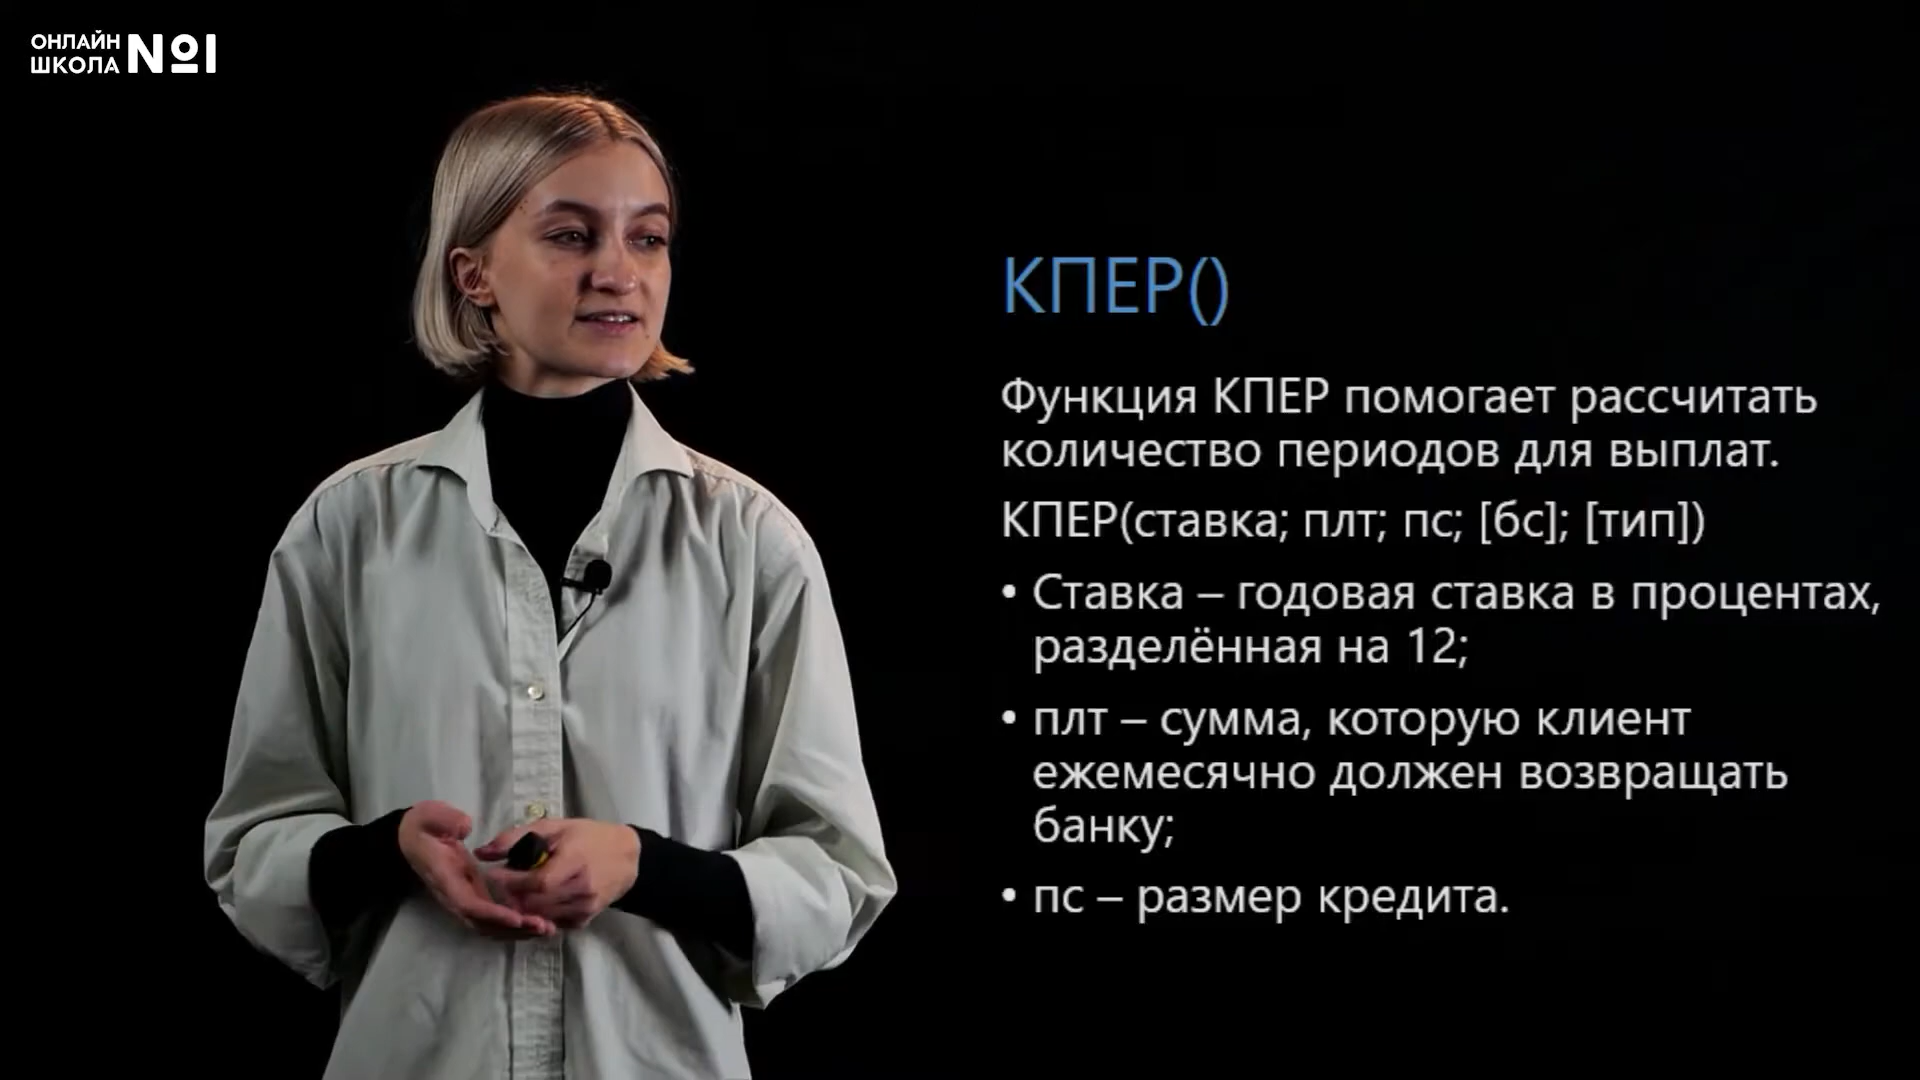 ОНЛАЙН
ШКОЛА №1
КПЕР()
Функция КПЕР помогает рассчитать
количество периодов для выплат.
КПЕР(ставка; плт; пс; [бс]; [тип])
• Ставка – годовая ставка в процентах,
разделённая на 12;
• плт – сумма, которую клиент
ежемесячно должен возвращать
банку;
• пс – размер кредита.